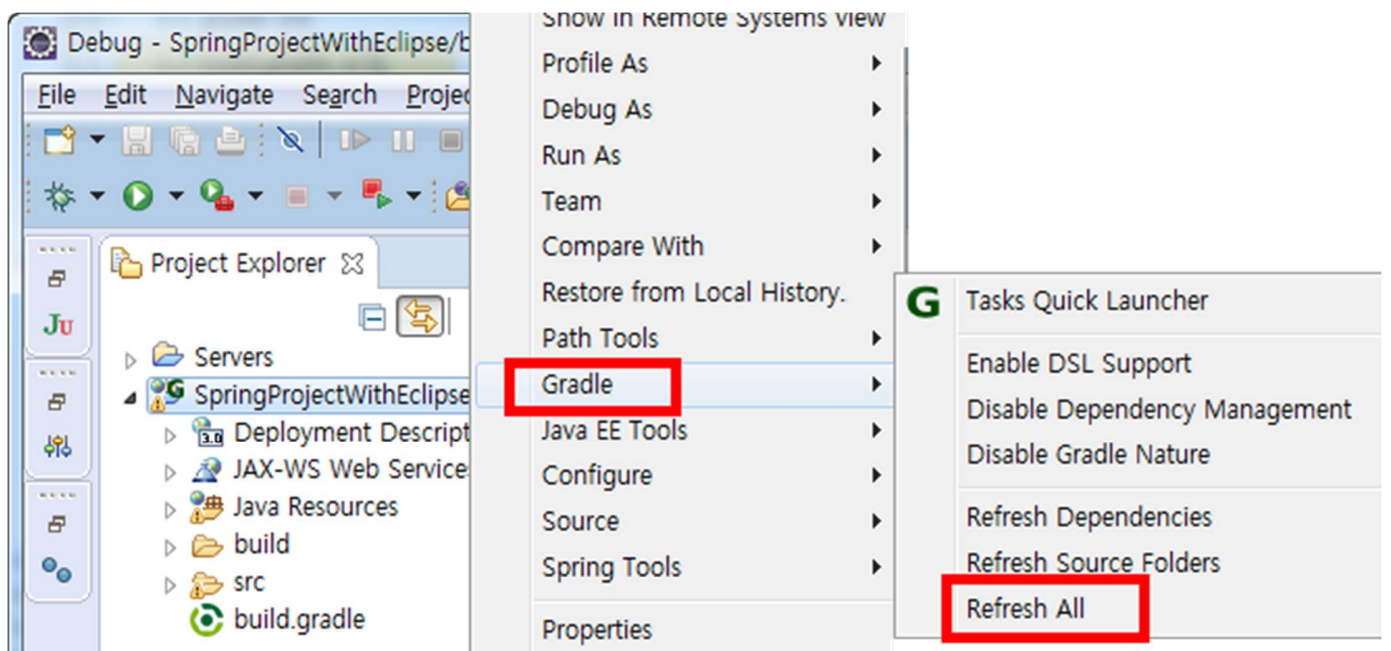 Debug - SpringProjectWithEclipse/b
File Edit Navigate Search Projec
Project Explorer
Ju
Servers
SpringProjectWithEclipse
Deployment Descript
3.0
JAX-WS Web Service
Java Resources
build
src
build.gradle
Show In Remote Systems View
Profile As
Debug As
Run As
Team
Compare With
Restore from Local History..
Path Tools
Gradle
Java EE Tools
Configure
Source
Spring Tools
Properties
G Tasks Quick Launcher
Enable DSL Support
Disable Dependency Management
Disable Gradle Nature
Refresh Dependencies
Refresh Source Folders
Refresh All